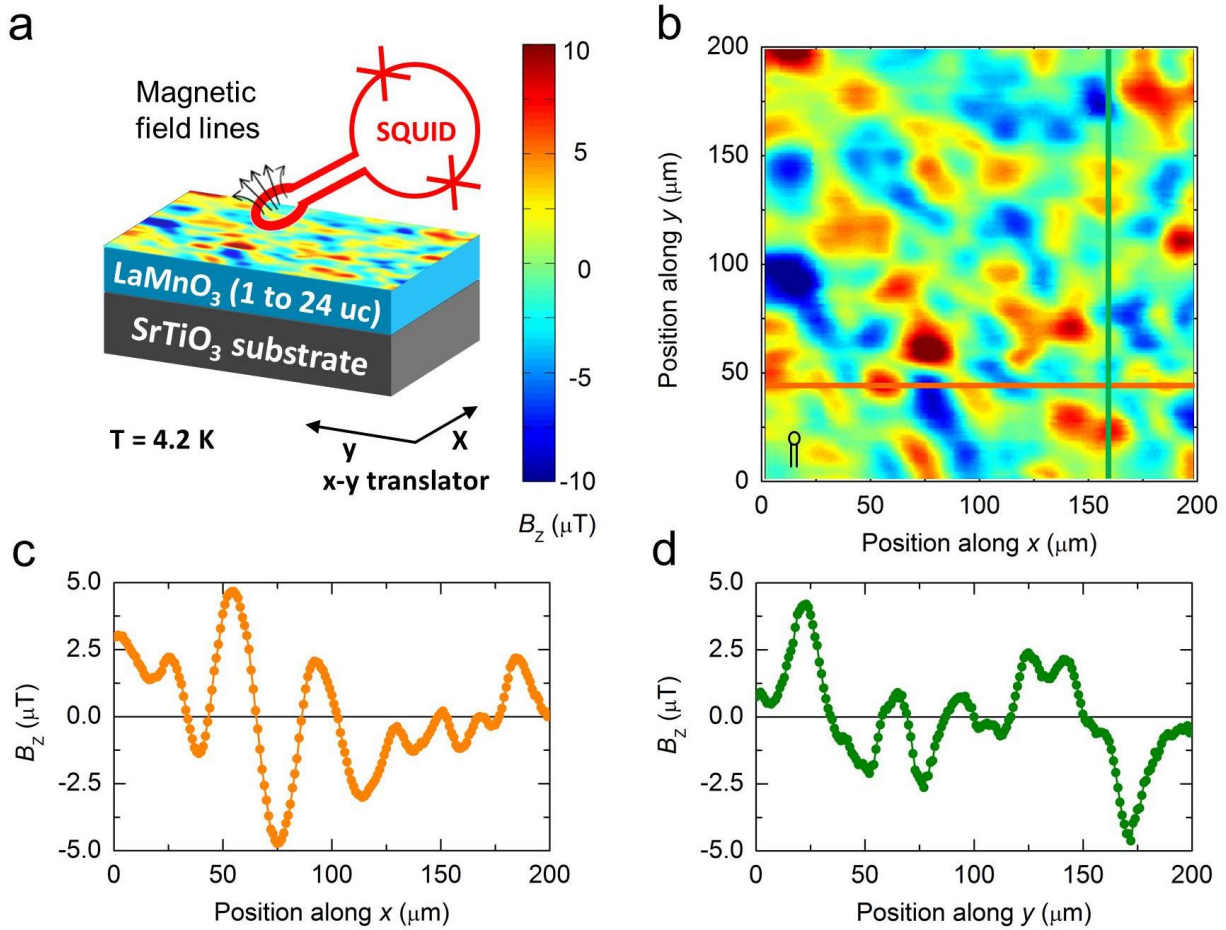 a
Magnetic
field lines
SQUID
LaMnO3 (1 to 24 uc)
SrTiO3 substrate
T = 4.2 K
y
X
x-y translator
10
5
0
-5
-10
BZ (μT)
b
200
150
100
50
0
Position along y (μm)
0
50
100
150
200
Position along x (μm)
c
5.0
2.5
0.0
-2.5
-5.0
BZ (μT)
0
50
100
150
200
Position along x (μm)
d
5.0
2.5
0.0
-2.5
-5.0
BZ (μT)
0
50
100
150
200
Position along y (μm)